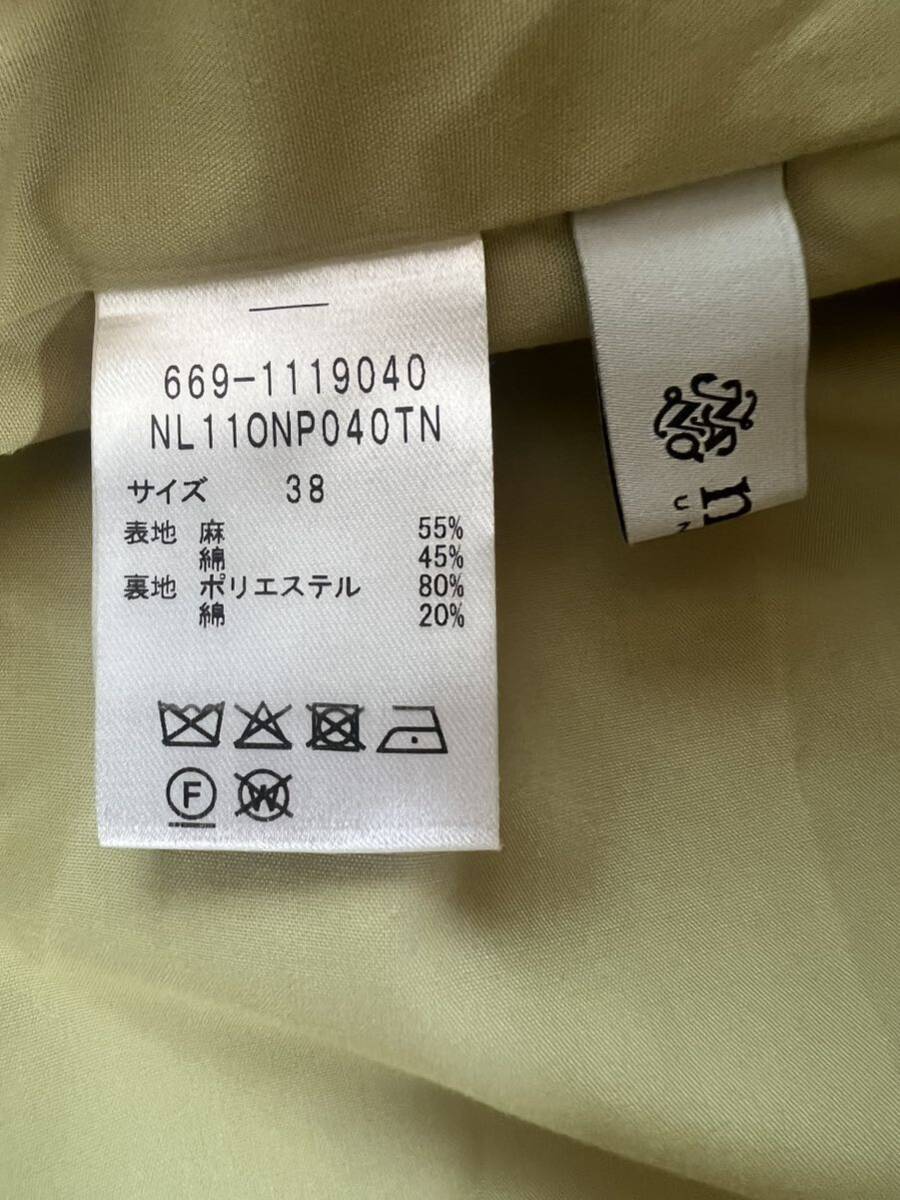 669-1119040
NL110NP040TN
サイズ 38
表地 麻 55%
綿 45%
裏地 ポリエステル 80%
綿 20%
F
W
n
U N